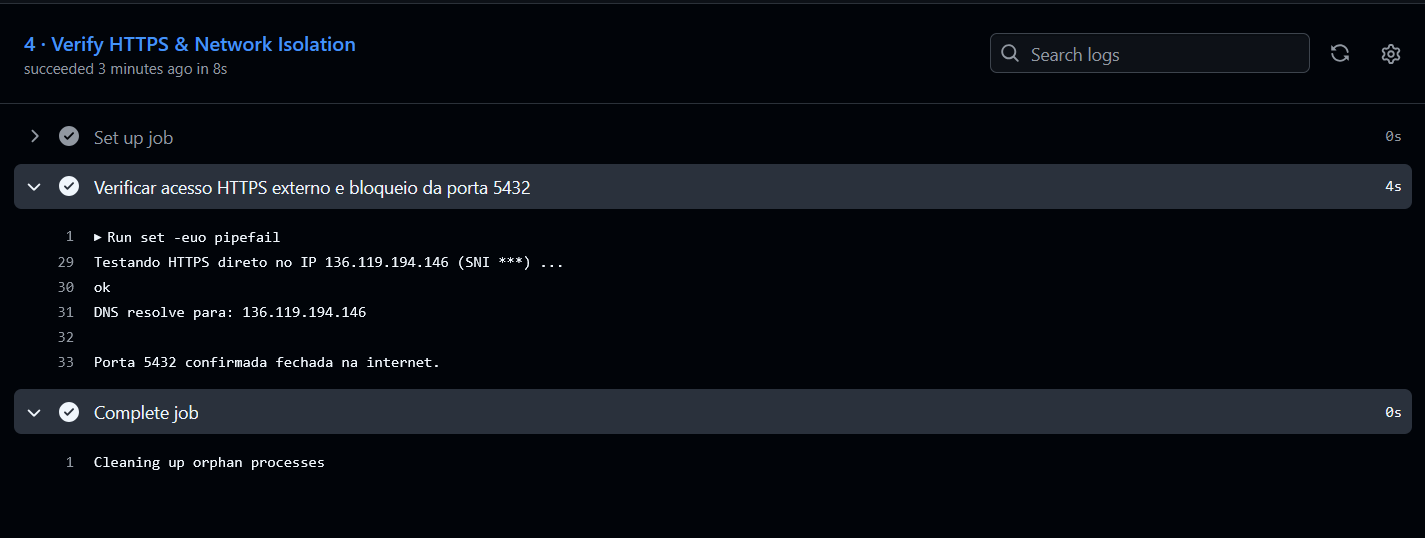 4 · Verify HTTPS & Network Isolation
succeeded 3 minutes ago in 8s
Search logs
Set up job 0s
Verificar acesso HTTPS externo e bloqueio da porta 5432 4s
1 ▶ Run set -euo pipefail
29 Testando HTTPS direto no IP 136.119.194.146 (SNI ***) ...
30 ok
31 DNS resolve para: 136.119.194.146
32
33 Porta 5432 confirmada fechada na internet.
Complete job 0s
1 Cleaning up orphan processes